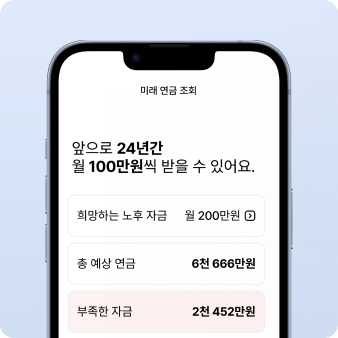 미래 연금 조회
앞으로 24년간
월 100만원씩 받을 수 있어요.
희망하는 노후 자금 월 200만원
총 예상 연금 6천 666만원
부족한 자금 2천 452만원